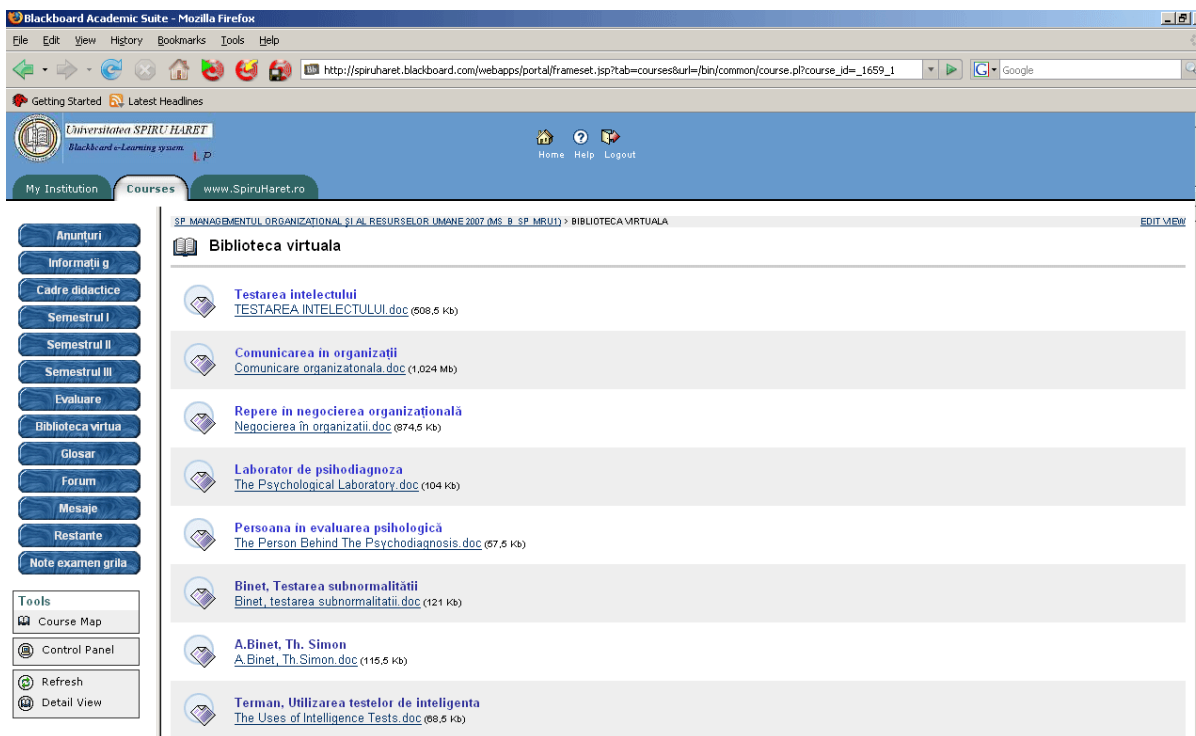 Blackboard Academic Suite - Mozilla Firefox
File Edit View History Bookmarks Tools Help
http://spiruharet.blackboard.com/webapps/portal/frameset.jsp?tab=courses&url=/bin/common/course.pl?course_id=_1659_1
Google
Getting Started Latest Headlines
Universitatea SPIRU HARET
Blackboard e-Learning system
L P
Home Help Logout
My Institution Courses www.SpiruHaret.ro
SP_MANAGEMENTUL ORGANIZAȚIONAL ȘI AL RESURSELOR UMANE 2007 (MS_B_SP_MRU1) > BIBLIOTECA VIRTUALA
EDIT VIEW
Anunțuri
Informații g
Cadre didactice
Semestrul I
Semestrul II
Semestrul III
Evaluare
Biblioteca virtua
Glosar
Forum
Mesaje
Restante
Note examen grila
Tools
Course Map
Control Panel
Refresh
Detail View
Biblioteca virtuala
Testarea intelectului
TESTAREA INTELECTULUI.doc (508,5 Kb)
Comunicarea in organizații
Comunicare organizatonala.doc (1,024 Mb)
Repere in negocierea organizațională
Negocierea în organizatii.doc (874,5 Kb)
Laborator de psihodiagnoza
The Psychological Laboratory.doc (104 Kb)
Persoana in evaluarea psihologică
The Person Behind The Psychodiagnosis.doc (57,5 Kb)
Binet, Testarea subnormalitătii
Binet, testarea subnormalitatii.doc (121 Kb)
A.Binet, Th. Simon
A.Binet, Th.Simon.doc (115,5 Kb)
Terman, Utilizarea testelor de inteligenta
The Uses of Intelligence Tests.doc (68,5 Kb)